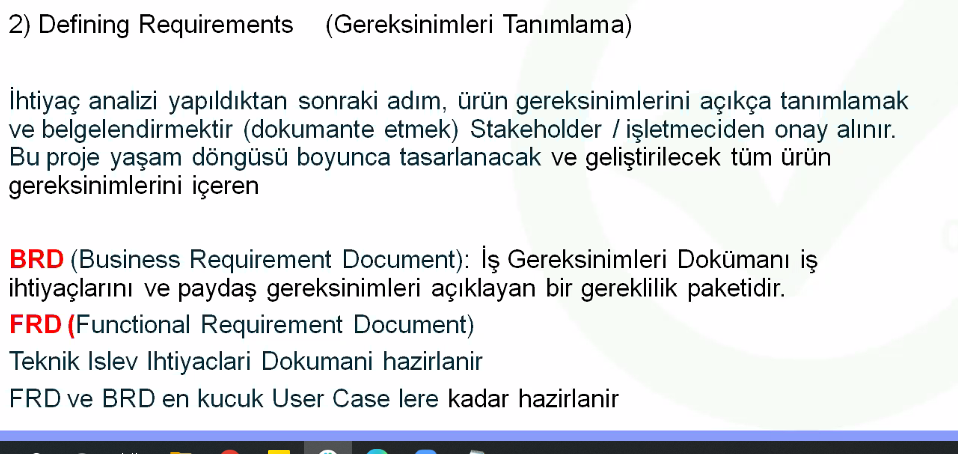 2) Defining Requirements (Gereksinimleri Tanımlama)
İhtiyaç analizi yapıldıktan sonraki adım, ürün gereksinimlerini açıkça tanımlamak
ve belgelendirmektir (dokumante etmek) Stakeholder / işletmeciden onay alınır.
Bu proje yaşam döngüsü boyunca tasarlanacak ve geliştirilecek tüm ürün
gereksinimlerini içeren
BRD (Business Requirement Document): İş Gereksinimleri Dokümanı iş
ihtiyaçlarını ve paydaş gereksinimleri açıklayan bir gereklilik paketidir.
FRD (Functional Requirement Document)
Teknik Islev Ihtiyaclari Dokumani hazirlanir
FRD ve BRD en kucuk User Case lere kadar hazirlanir